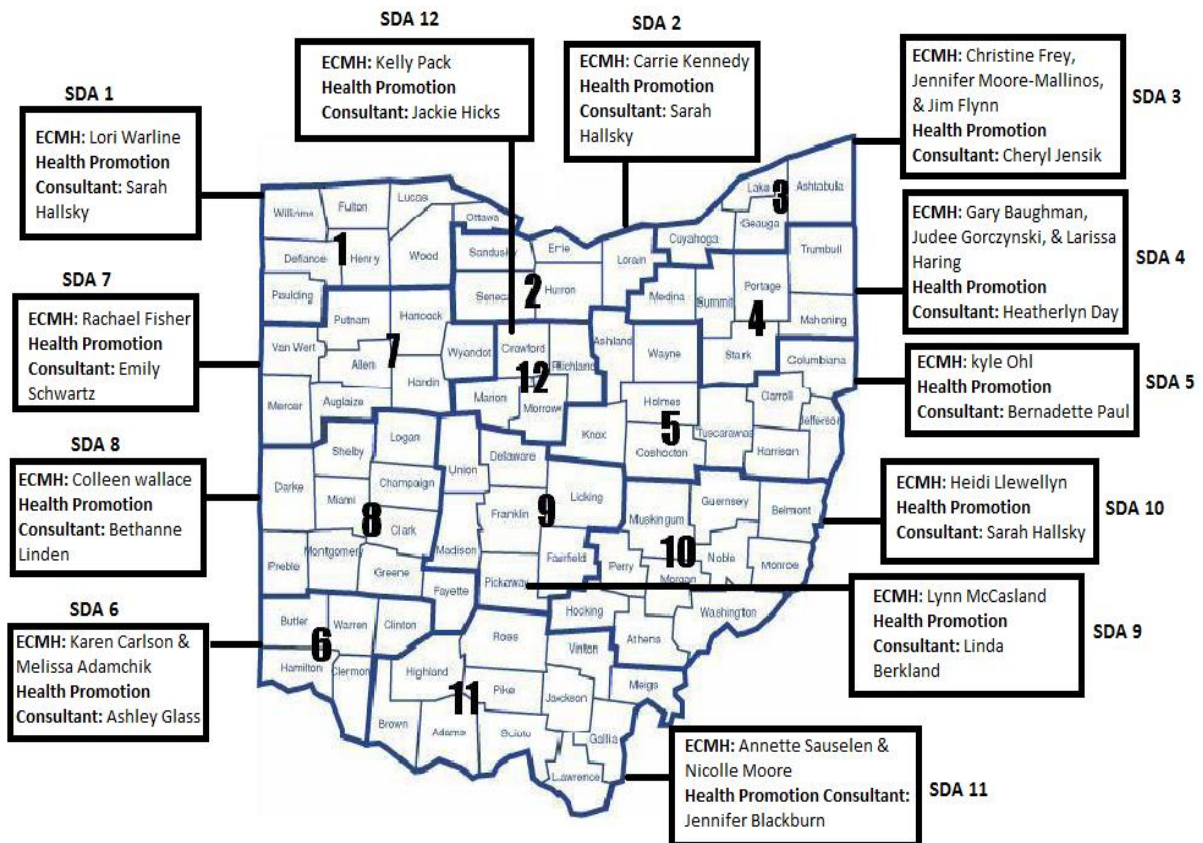 SDA 12
ECMH: Kelly Pack
Health Promotion
Consultant: Jackie Hicks
SDA 2
ECMH: Carrie Kennedy
Health Promotion
Consultant: Sarah
Hallsky
SDA 3
ECMH: Christine Frey,
Jennifer Moore-Mallinos,
& Jim Flynn
Health Promotion
Consultant: Cheryl Jensik
SDA 1
ECMH: Lori Warline
Health Promotion
Consultant: Sarah
Hallsky
SDA 4
ECMH: Gary Baughman,
Judee Gorczynski, & Larissa
Haring
Health Promotion
Consultant: Heatherlyn Day
SDA 7
ECMH: Rachael Fisher
Health Promotion
Consultant: Emily
Schwartz
SDA 5
ECMH: kyle Ohl
Health Promotion
Consultant: Bernadette Paul
SDA 8
ECMH: Colleen wallace
Health Promotion
Consultant: Bethanne
Linden
SDA 10
ECMH: Heidi Llewellyn
Health Promotion
Consultant: Sarah Hallsky
SDA 9
ECMH: Lynn McCasland
Health Promotion
Consultant: Linda
Berkland
SDA 6
ECMH: Karen Carlson &
Melissa Adamchik
Health Promotion
Consultant: Ashley Glass
SDA 11
ECMH: Annette Sauselen &
Nicolle Moore
Health Promotion Consultant:
Jennifer Blackburn
Williams
Fulton
Lucas
Ottawa
Defiance
Henry
Wood
Paulding
1
Sandusky
Erie
Lorain
Seneca
Huron
2
Lake
Geauga
Ashtabula
Cuyahoga
3
Trumbull
Medina
Summit
Portage
Mahoning
Stark
4
Putnam
Hancock
Van Wert
Allen
Wyandot
Hardin
Mercer
Auglaize
7
Crawford
Richland
Marion
Morrow
12
Ashland
Wayne
Columbiana
Holmes
Carroll
Jefferson
Knox
Coshocton
Tuscarawas
Harrison
5
Logan
Shelby
Darke
Champaign
Miami
Clark
Preble
Montgomery
Greene
8
Union
Delaware
Licking
Franklin
Madison
Fairfield
Pickaway
Fayette
9
Muskingum
Guernsey
Belmont
Perry
Noble
Monroe
Morgan
Washington
Hocking
Athens
10
Butler
Warren
Clinton
Hamilton
Clermon
6
Ross
Vinton
Highland
Pike
Jackson
Meigs
Brown
Adams
Scioto
Gallia
Lawrence
11